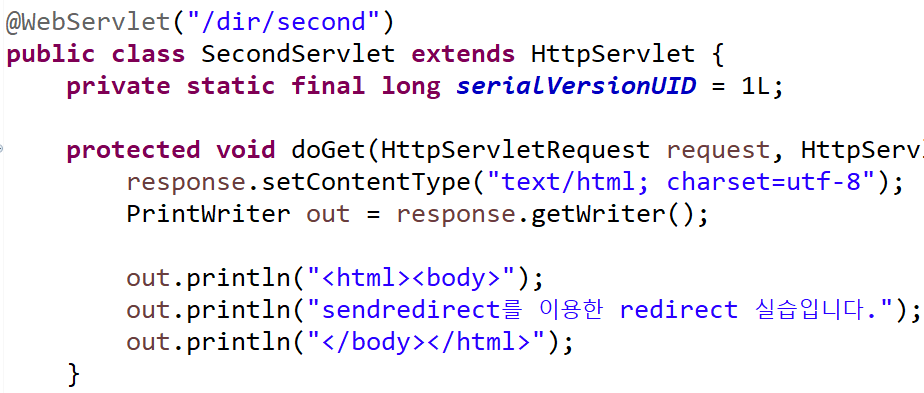 @WebServlet("/dir/second")
public class SecondServlet extends HttpServlet {
private static final long serialVersionUID = 1L;
protected void doGet(HttpServletRequest request, HttpServl
response.setContentType("text/html; charset=utf-8");
PrintWriter out = response.getWriter();
out.println("<html><body>");
out.println("sendredirect를 이용한 redirect 실습입니다.");
out.println("</body></html>");
}